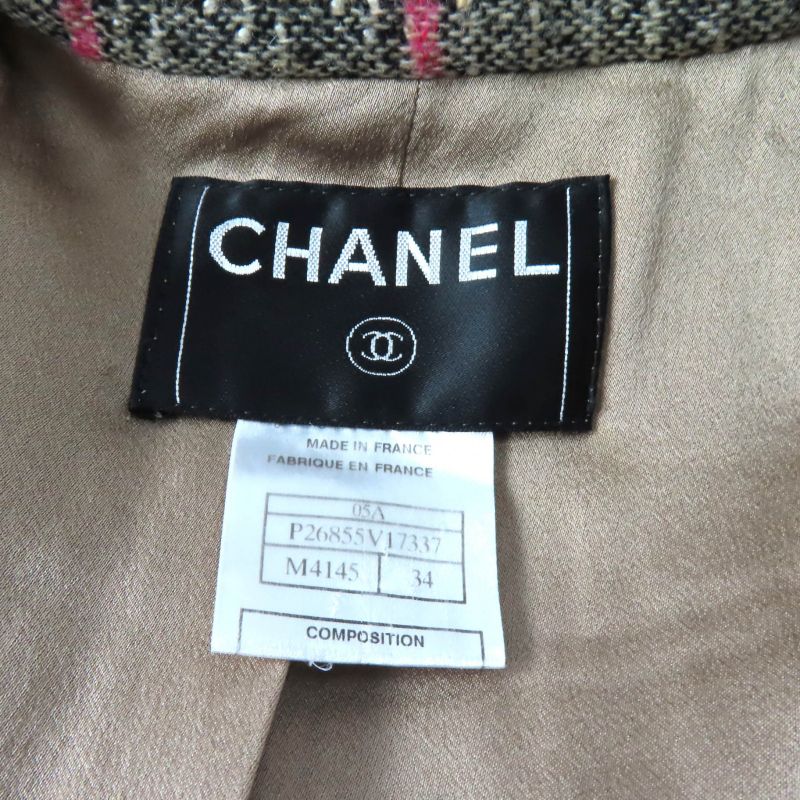 CHANEL
MADE IN FRANCE
FABRIQUE EN FRANCE
05A
P26855V17337
M4145 34
COMPOSITION